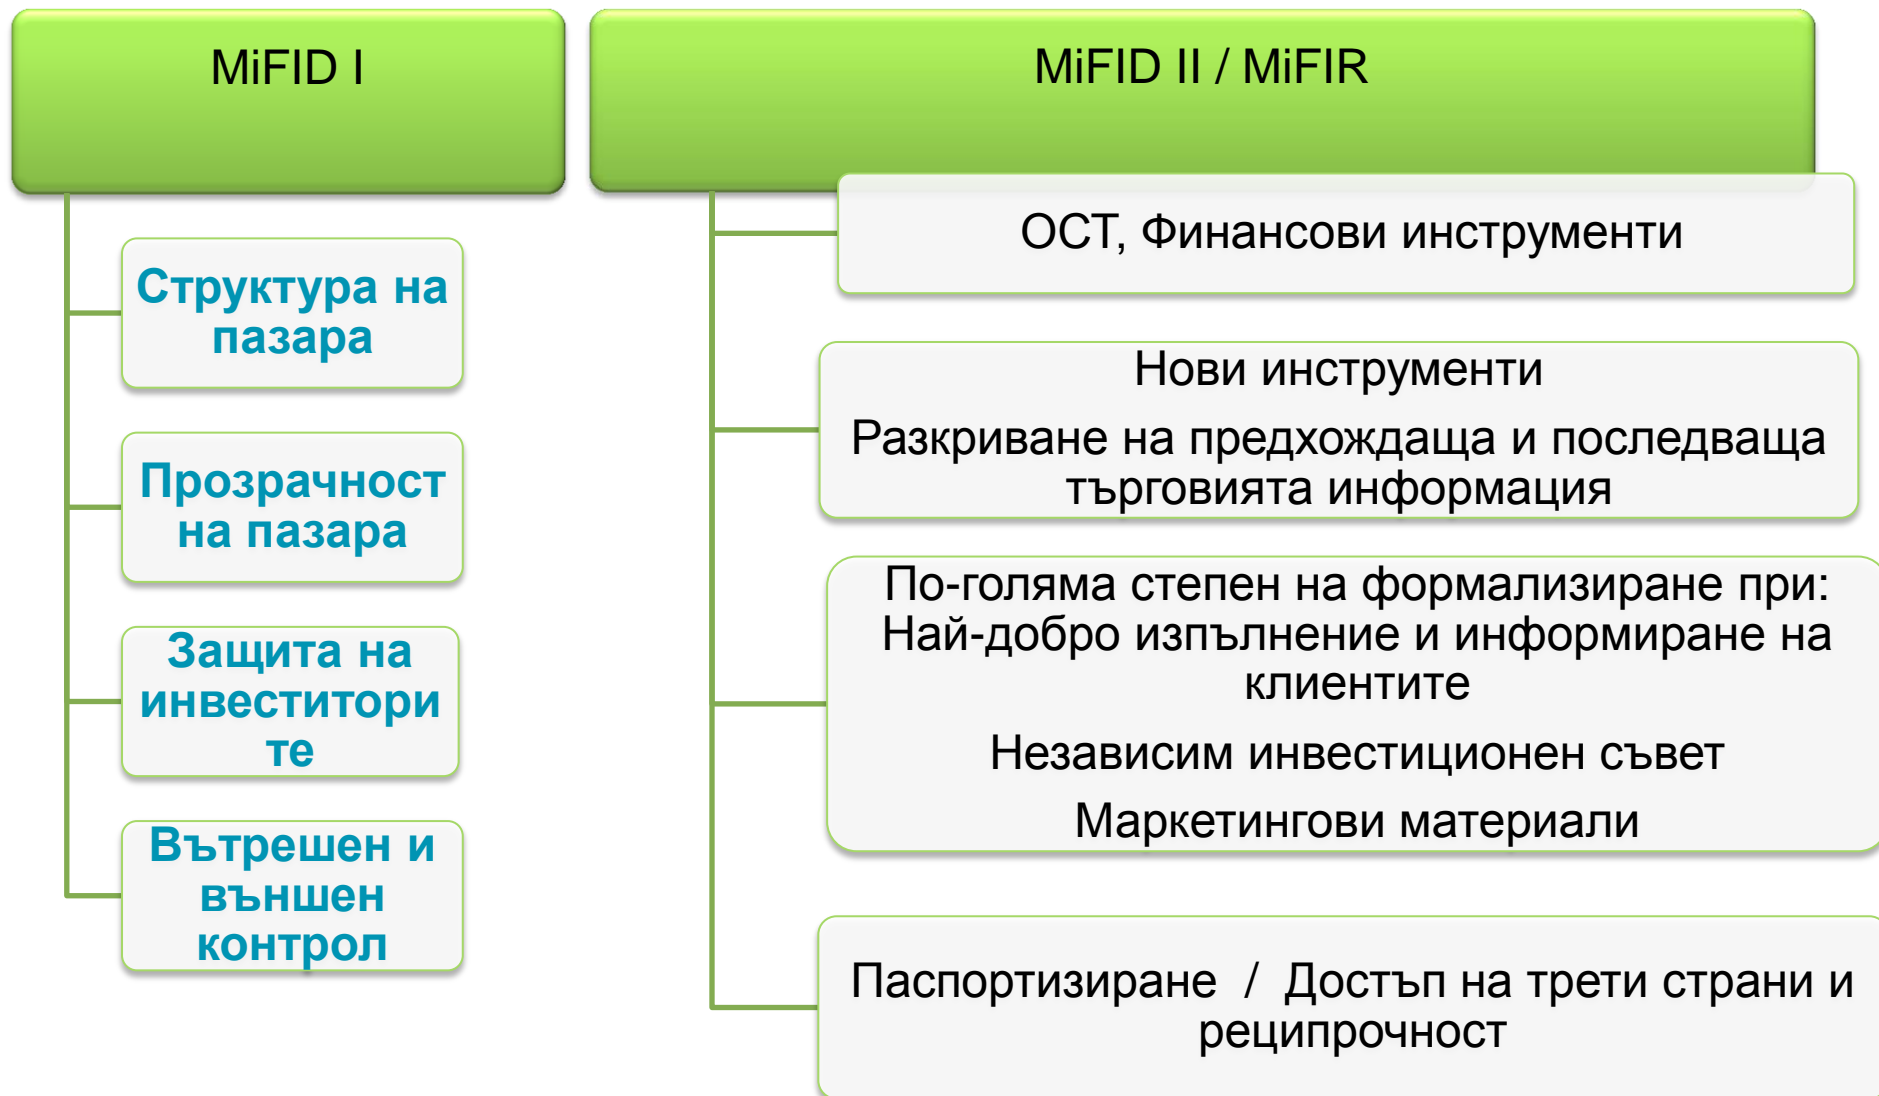 MiFID I
Структура на
пазара
Прозрачност
на пазара
Защита на
инвеститори
те
Вътрешен и
външен
контрол
MiFID II / MiFIR
ОСТ, Финансови инструменти
Нови инструменти
Разкриване на предхождаща и последваща
търговията информация
По-голяма степен на формализиране при:
Най-добро изпълнение и информиране на
клиентите
Независим инвестиционен съвет
Маркетингови материали
Паспортизиране / Достъп на трети страни и
реципрочност